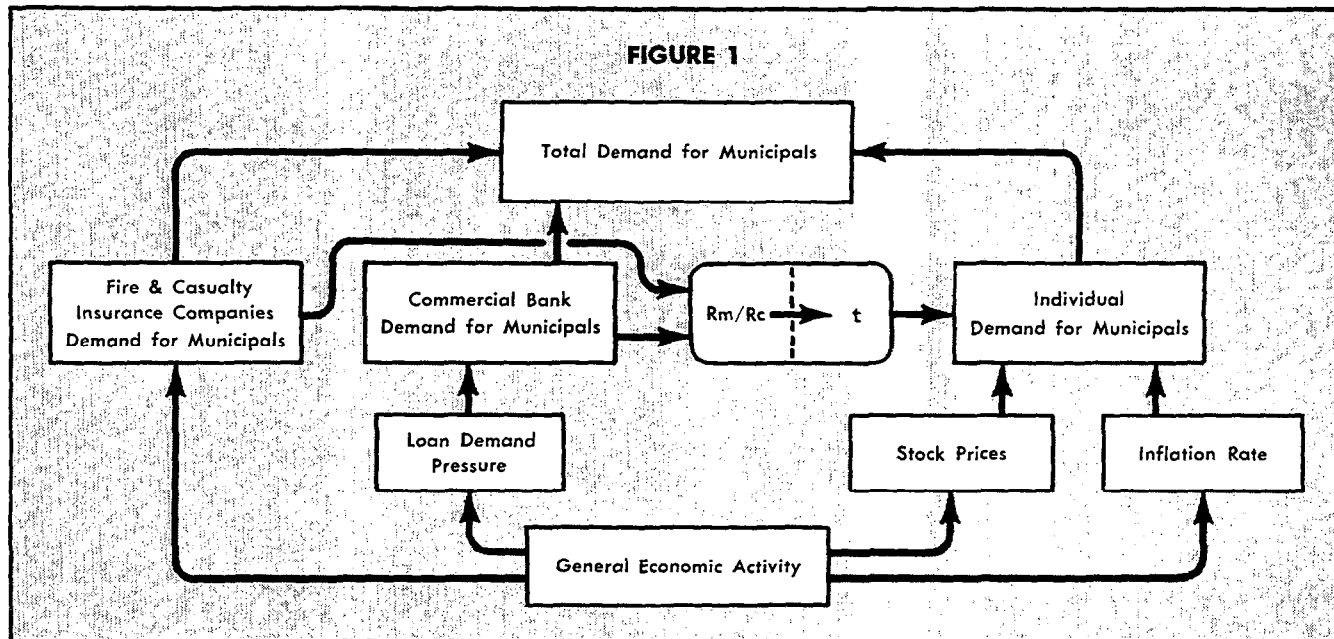 FIGURE 1
Total Demand for Municipals
Fire & Casualty
Insurance Companies
Demand for Municipals
Commercial Bank
Demand for Municipals
Rm/Rc
t
Individual
Demand for Municipals
Loan Demand
Pressure
Stock Prices
Inflation Rate
General Economic Activity